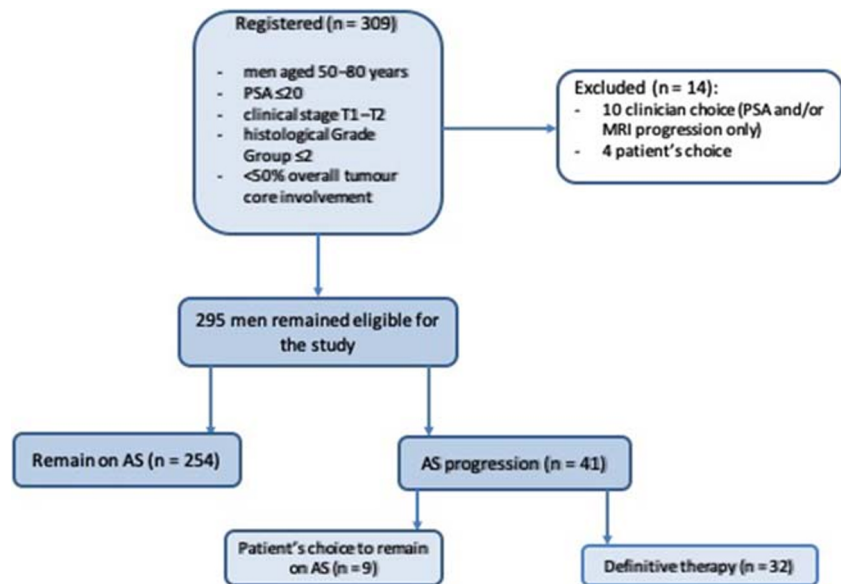 Registered (n = 309)
- men aged 50–80 years
- PSA ≤20
- clinical stage T1–T2
- histological Grade
Group ≤2
- <50% overall tumour
core involvement
Excluded (n = 14):
- 10 clinician choice (PSA and/or
MRI progression only)
- 4 patient's choice
295 men remained eligible for
the study
Remain on AS (n = 254)
AS progression (n = 41)
Patient's choice to remain
on AS (n = 9)
Definitive therapy (n = 32)